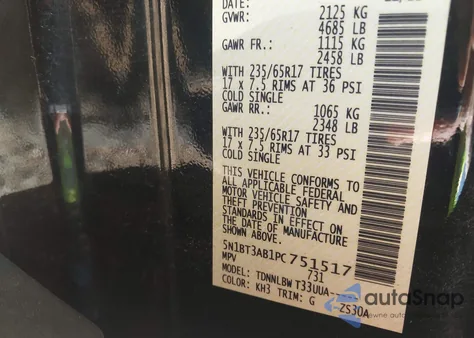 DATE:
GVWR: 2125 KG
4685 LB
GAWR FR.: 1115 KG
2458 LB
WITH 235/65R17 TIRES
17 x 7.5 RIMS AT 36 PSI
COLD SINGLE
GAWR RR.: 1065 KG
2348 LB
WITH 235/65R17 TIRES
17 x 7.5 RIMS AT 33 PSI
COLD SINGLE
THIS VEHICLE CONFORMS TO
ALL APPLICABLE FEDERAL
MOTOR VEHICLE SAFETY AND
THEFT PREVENTION
STANDARDS IN EFFECT ON
THE DATE OF MANUFACTURE
SHOWN ABOVE.
5N1BT3AB1PC751517
MPV 731
MODEL: TDNNLBW T33UUA--
COLOR: KH3 TRIM: G -ZS30A
autoSnap